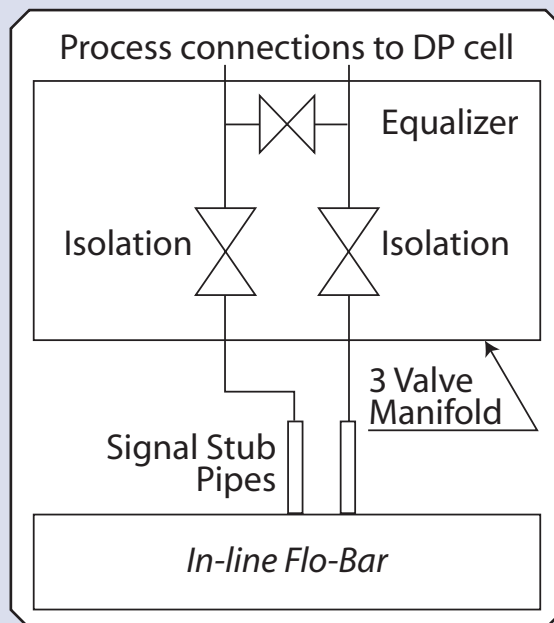 Process connections to DP cell
Equalizer
Isolation
Isolation
3 Valve
Manifold
Signal Stub
Pipes
In-line Flo-Bar